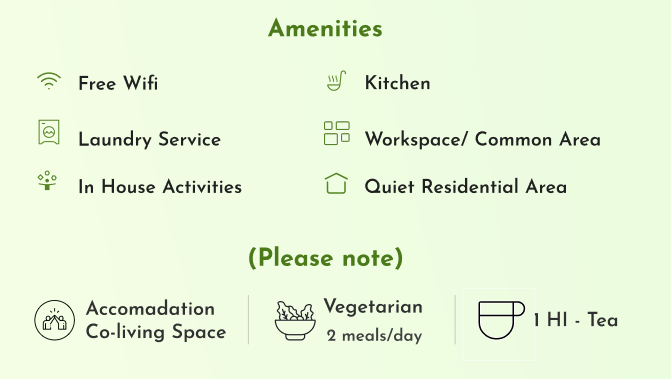 Amenities
Free Wifi
Kitchen
Laundry Service
Workspace/ Common Area
In House Activities
Quiet Residential Area
(Please note)
Accomadation
Co-living Space
Vegetarian
2 meals/day
1 HI - Tea